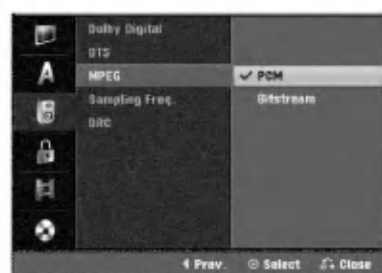 Dolby Digital
DTS
MPEG ✓ PCM
Sampling Freq. Bitstream
DRC
A
Prev. Select Close